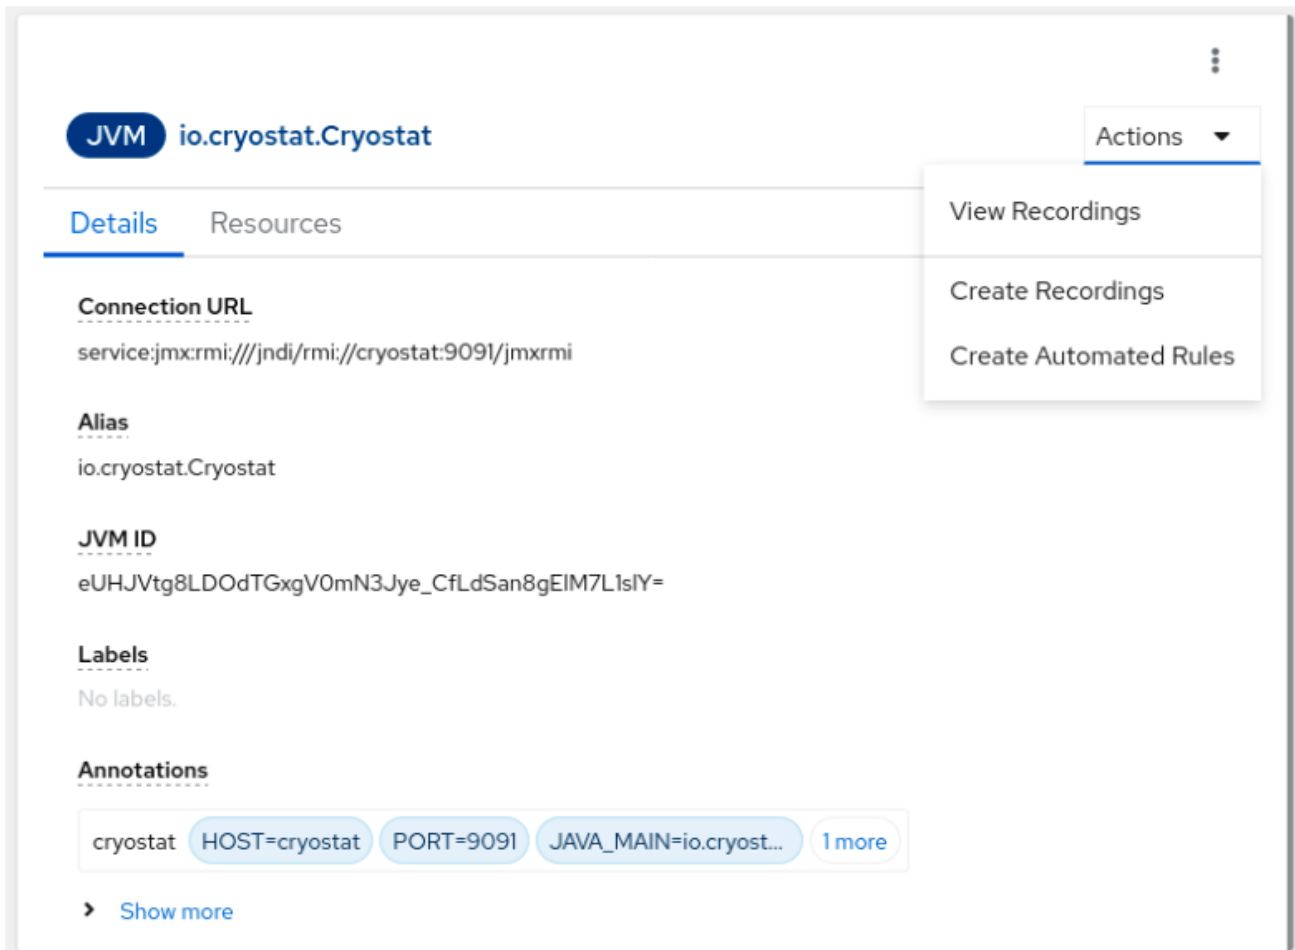 JVM io.cryostat.Cryostat
Actions
View Recordings
Create Recordings
Create Automated Rules
Details Resources
Connection URL
service:jmx:rmi:///jndi/rmi://cryostat:9091/jmxrmi
Alias
io.cryostat.Cryostat
JVM ID
eUHJVtg8LDOdTGxgV0mN3Jye_CfLdSan8gElM7L1slY=
Labels
No labels.
Annotations
cryostat HOST=cryostat PORT=9091 JAVA_MAIN=io.cryost... 1 more
Show more